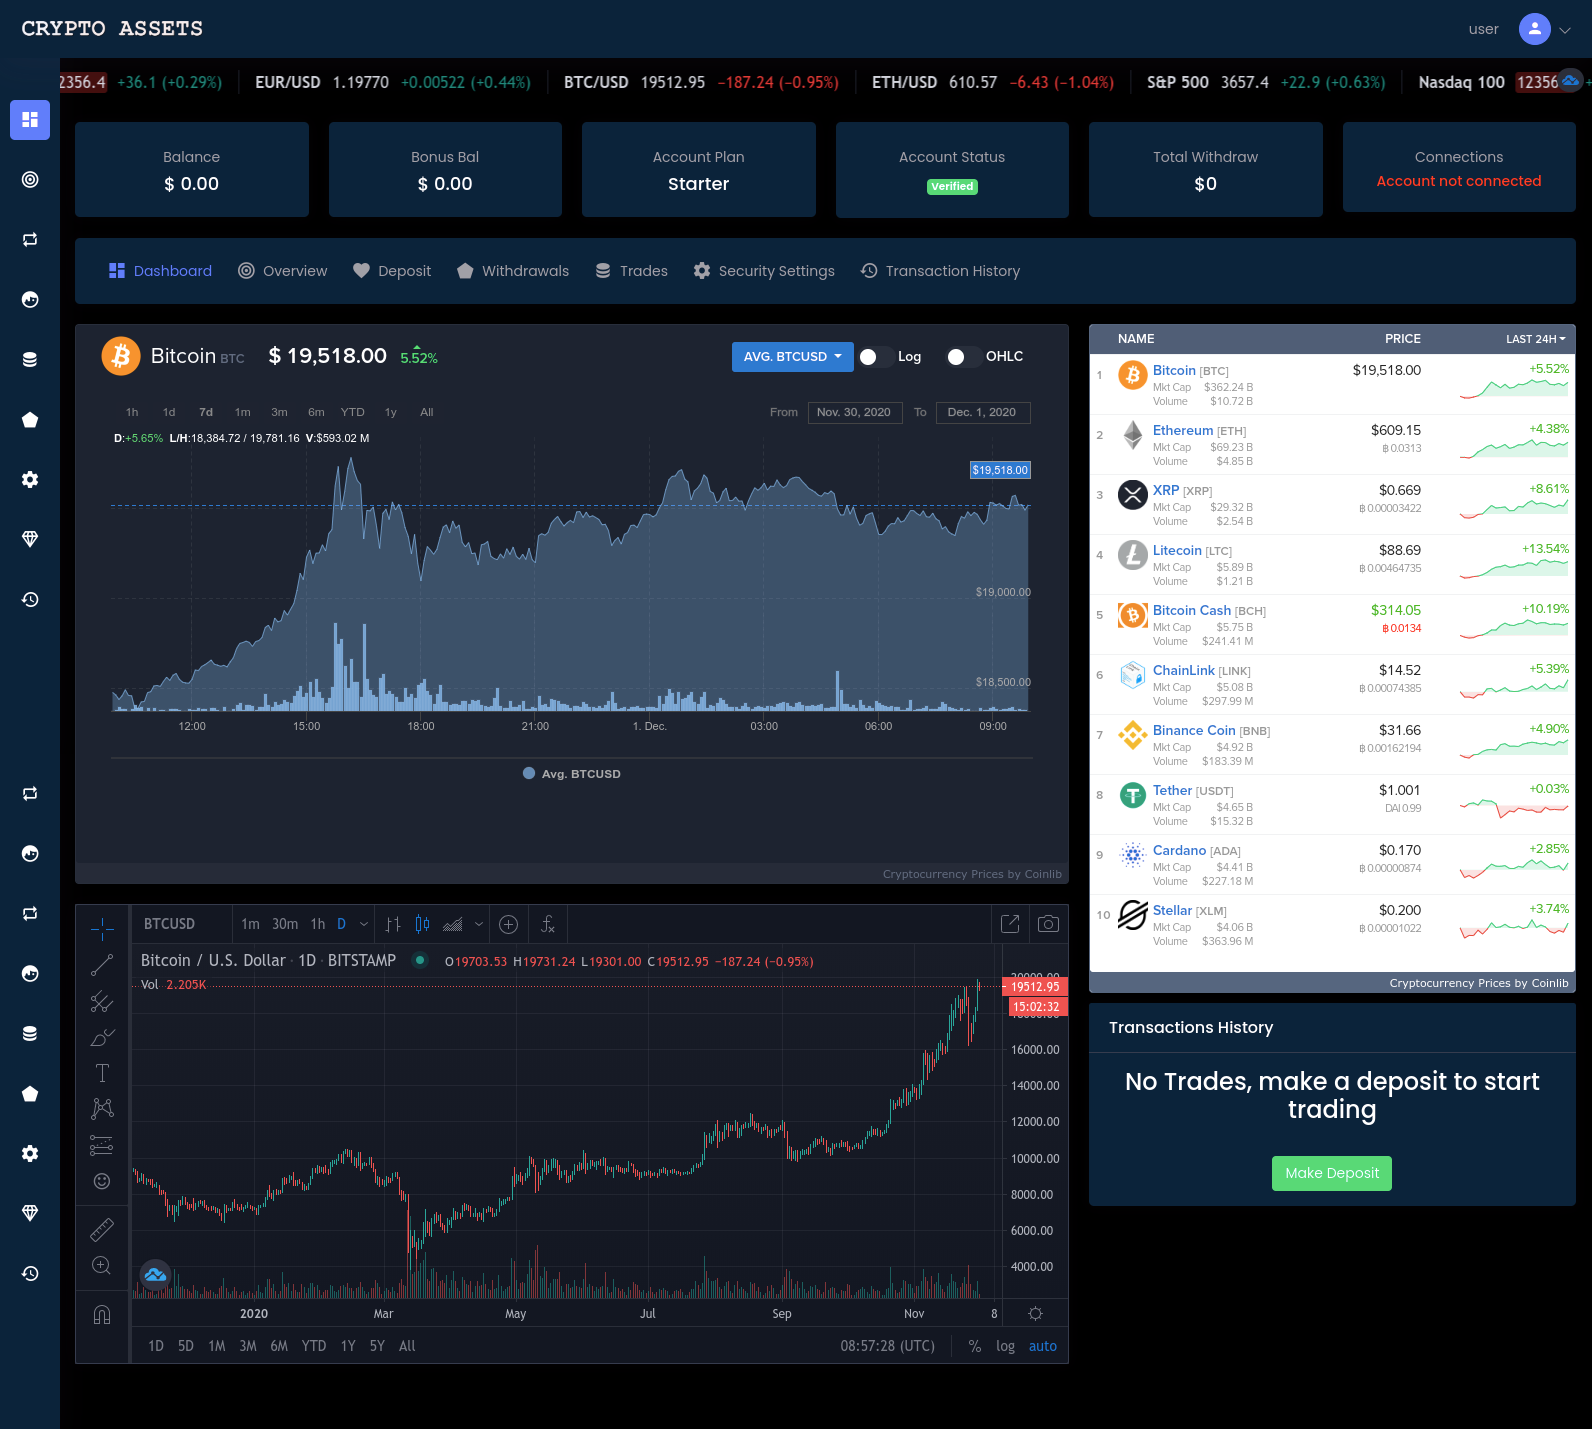 CRYPTO ASSETS
user
2356.4 +36.1 (+0.29%) EUR/USD 1.19770 +0.00522 (+0.44%) BTC/USD 19512.95 −187.24 (−0.95%) ETH/USD 610.57 −6.43 (−1.04%) S&P 500 3657.4 +22.9 (+0.63%) Nasdaq 100 12356
Balance
$ 0.00
Bonus Bal
$ 0.00
Account Plan
Starter
Account Status
Verified
Total Withdraw
$0
Connections
Account not connected
Dashboard Overview Deposit Withdrawals Trades Security Settings Transaction History
Bitcoin BTC $ 19,518.00 5.52%
AVG. BTCUSD Log OHLC
1h 1d 7d 1m 3m 6m YTD 1y All
From Nov. 30, 2020 To Dec. 1, 2020
D:+5.65% L/H:18,384.72 / 19,781.16 V:$593.02 M
$19,518.00
$19,000.00
$18,500.00
12:00 15:00 18:00 21:00 1. Dec. 03:00 06:00 09:00
Avg. BTCUSD
Cryptocurrency Prices by Coinlib
NAME PRICE LAST 24H
1 Bitcoin [BTC] $19,518.00 +5.52%
Mkt Cap $362.24 B
Volume $10.72 B
2 Ethereum [ETH] $609.15 +4.38%
Mkt Cap $69.23 B ฿ 0.0313
Volume $4.85 B
3 XRP [XRP] $0.669 +8.61%
Mkt Cap $29.32 B ฿ 0.00003422
Volume $2.54 B
4 Litecoin [LTC] $88.69 +13.54%
Mkt Cap $5.89 B ฿ 0.00464735
Volume $1.21 B
5 Bitcoin Cash [BCH] $314.05 +10.19%
Mkt Cap $5.75 B ฿ 0.0134
Volume $241.41 M
6 ChainLink [LINK] $14.52 +5.39%
Mkt Cap $5.08 B ฿ 0.00074385
Volume $297.99 M
7 Binance Coin [BNB] $31.66 +4.90%
Mkt Cap $4.92 B ฿ 0.00162194
Volume $183.39 M
8 Tether [USDT] $1.001 +0.03%
Mkt Cap $4.65 B DAI 0.99
Volume $15.32 B
9 Cardano [ADA] $0.170 +2.85%
Mkt Cap $4.41 B ฿ 0.00000874
Volume $227.18 M
10 Stellar [XLM] $0.200 +3.74%
Mkt Cap $4.06 B ฿ 0.00001022
Volume $363.96 M
Cryptocurrency Prices by Coinlib
BTCUSD 1m 30m 1h D
Bitcoin / U.S. Dollar · 1D · BITSTAMP O19703.53 H19731.24 L19301.00 C19512.95 −187.24 (−0.95%)
Vol 2.205K
20000.00
19512.95
15:02:32
18000.00
16000.00
14000.00
12000.00
10000.00
8000.00
6000.00
4000.00
2020 Mar May Jul Sep Nov 8
1D 5D 1M 3M 6M YTD 1Y 5Y All
08:57:28 (UTC) % log auto
Transactions History
No Trades, make a deposit to start
trading
Make Deposit